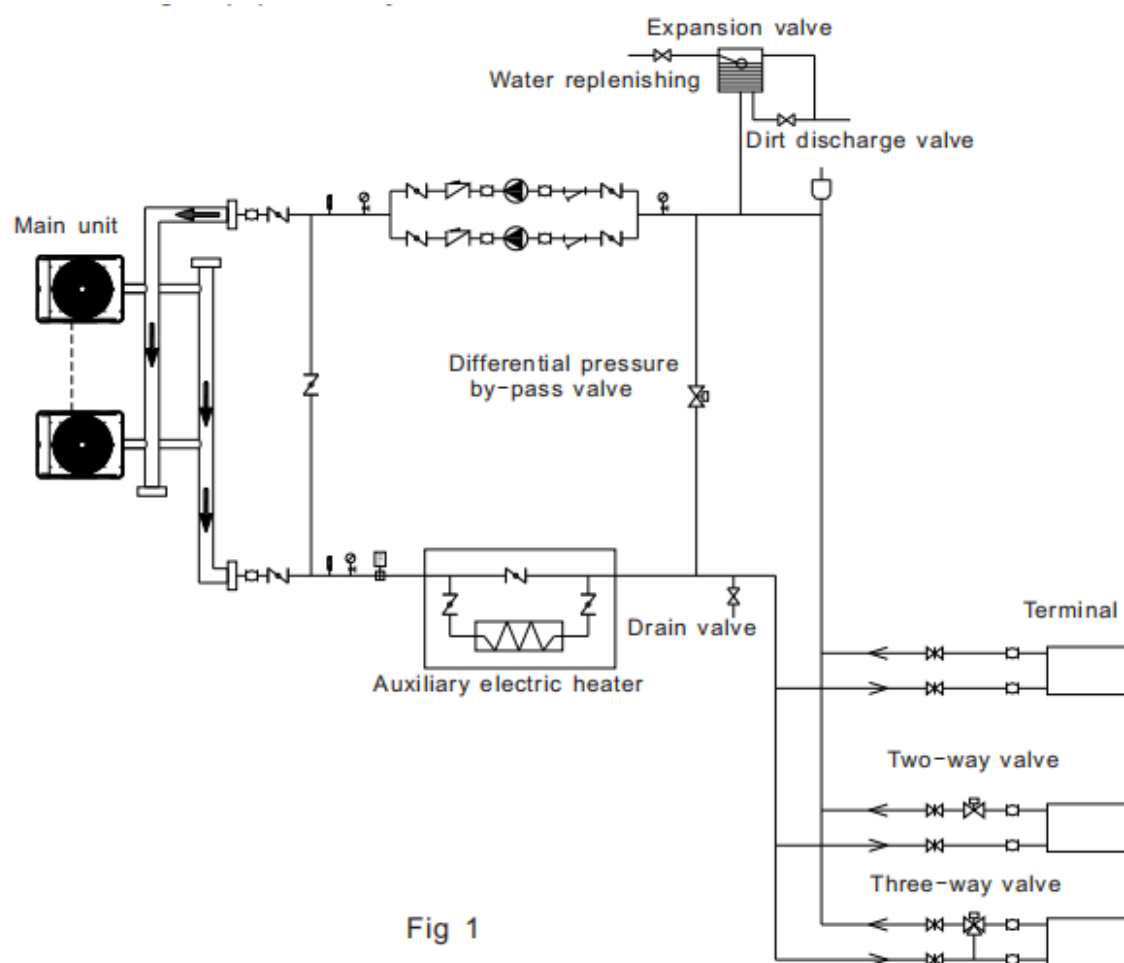 Expansion valve
Water replenishing
Dirt discharge valve
Main unit
Differential pressure
by-pass valve
Drain valve
Terminal
Auxiliary electric heater
Two-way valve
Three-way valve
Fig 1